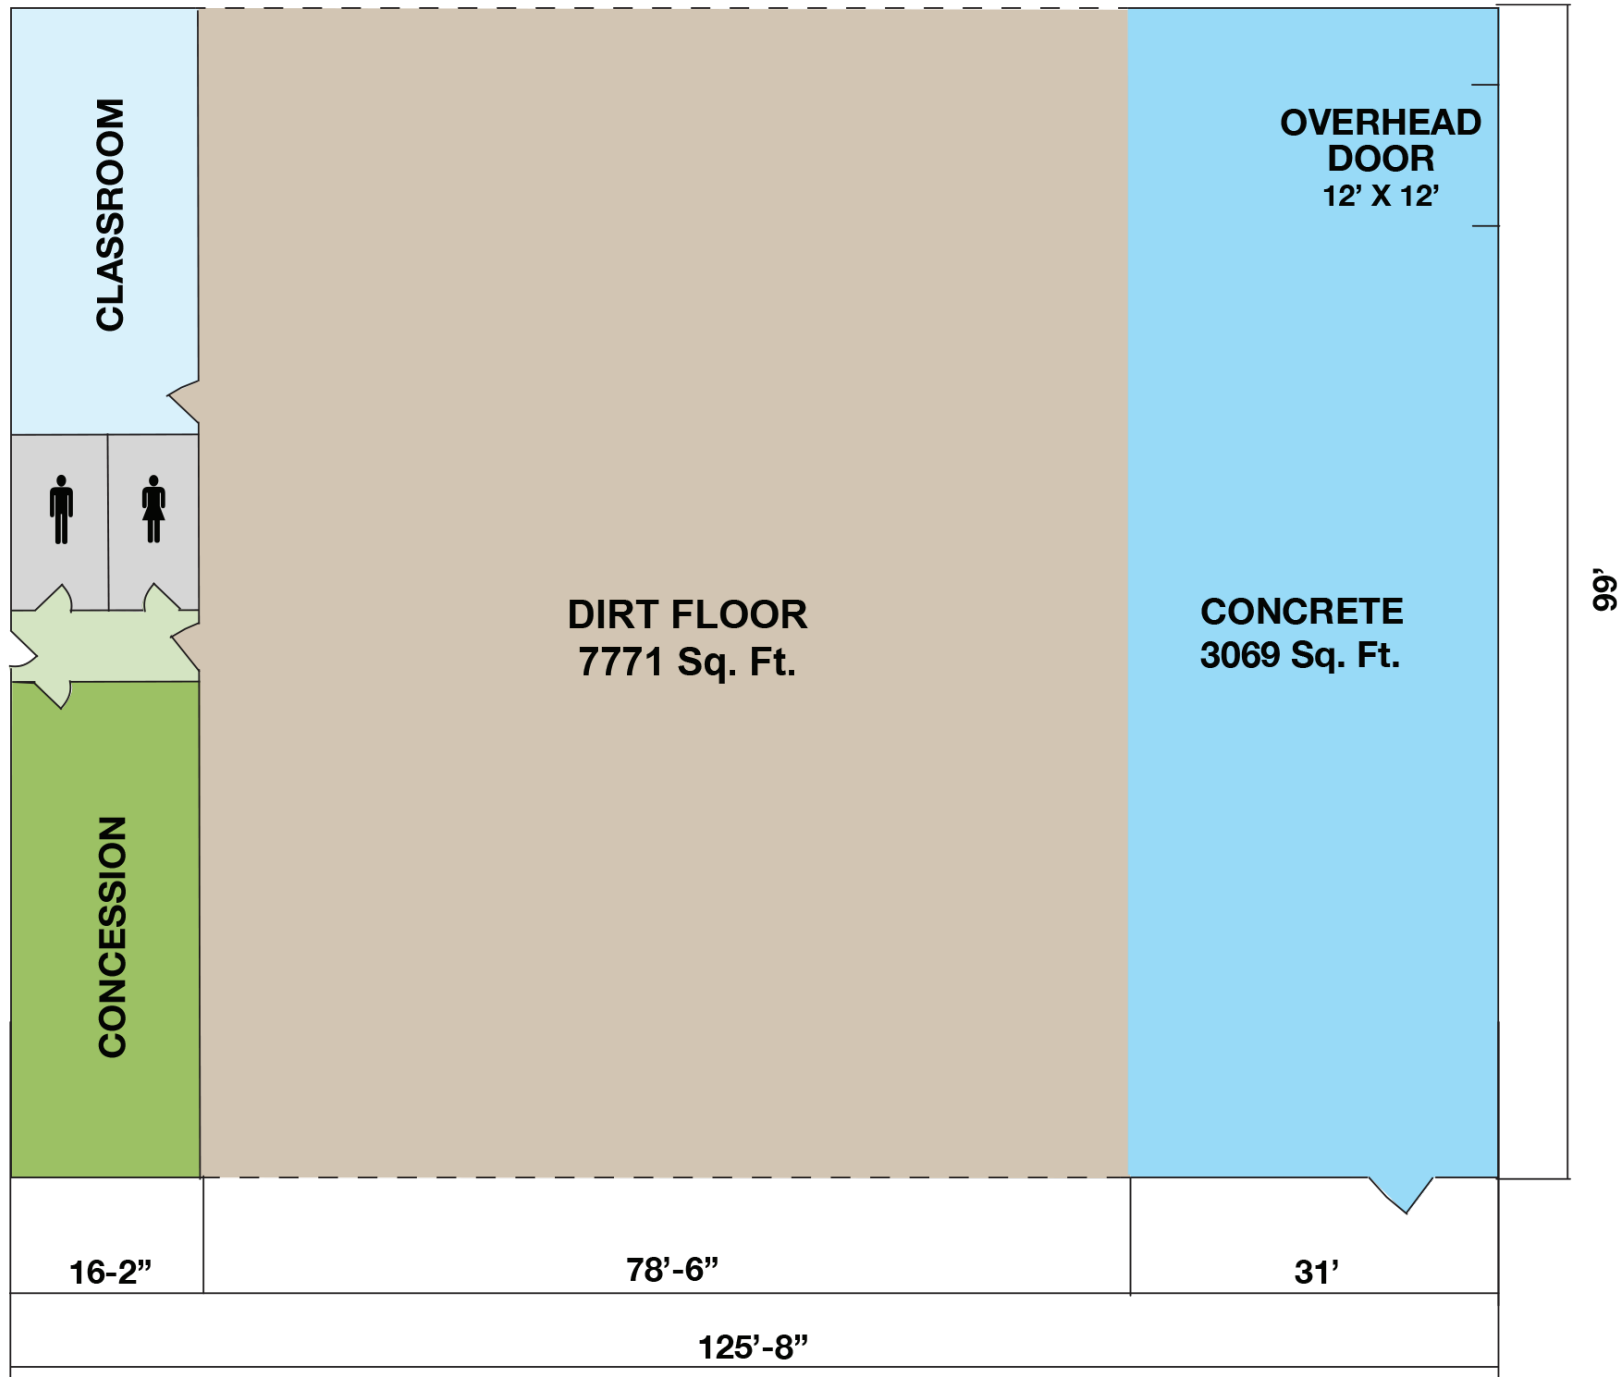 CLASSROOM
OVERHEAD
DOOR
12’ X 12’
DIRT FLOOR
7771 Sq. Ft.
CONCRETE
3069 Sq. Ft.
99’
CONCESSION
16-2”
78’-6”
31’
125’-8”